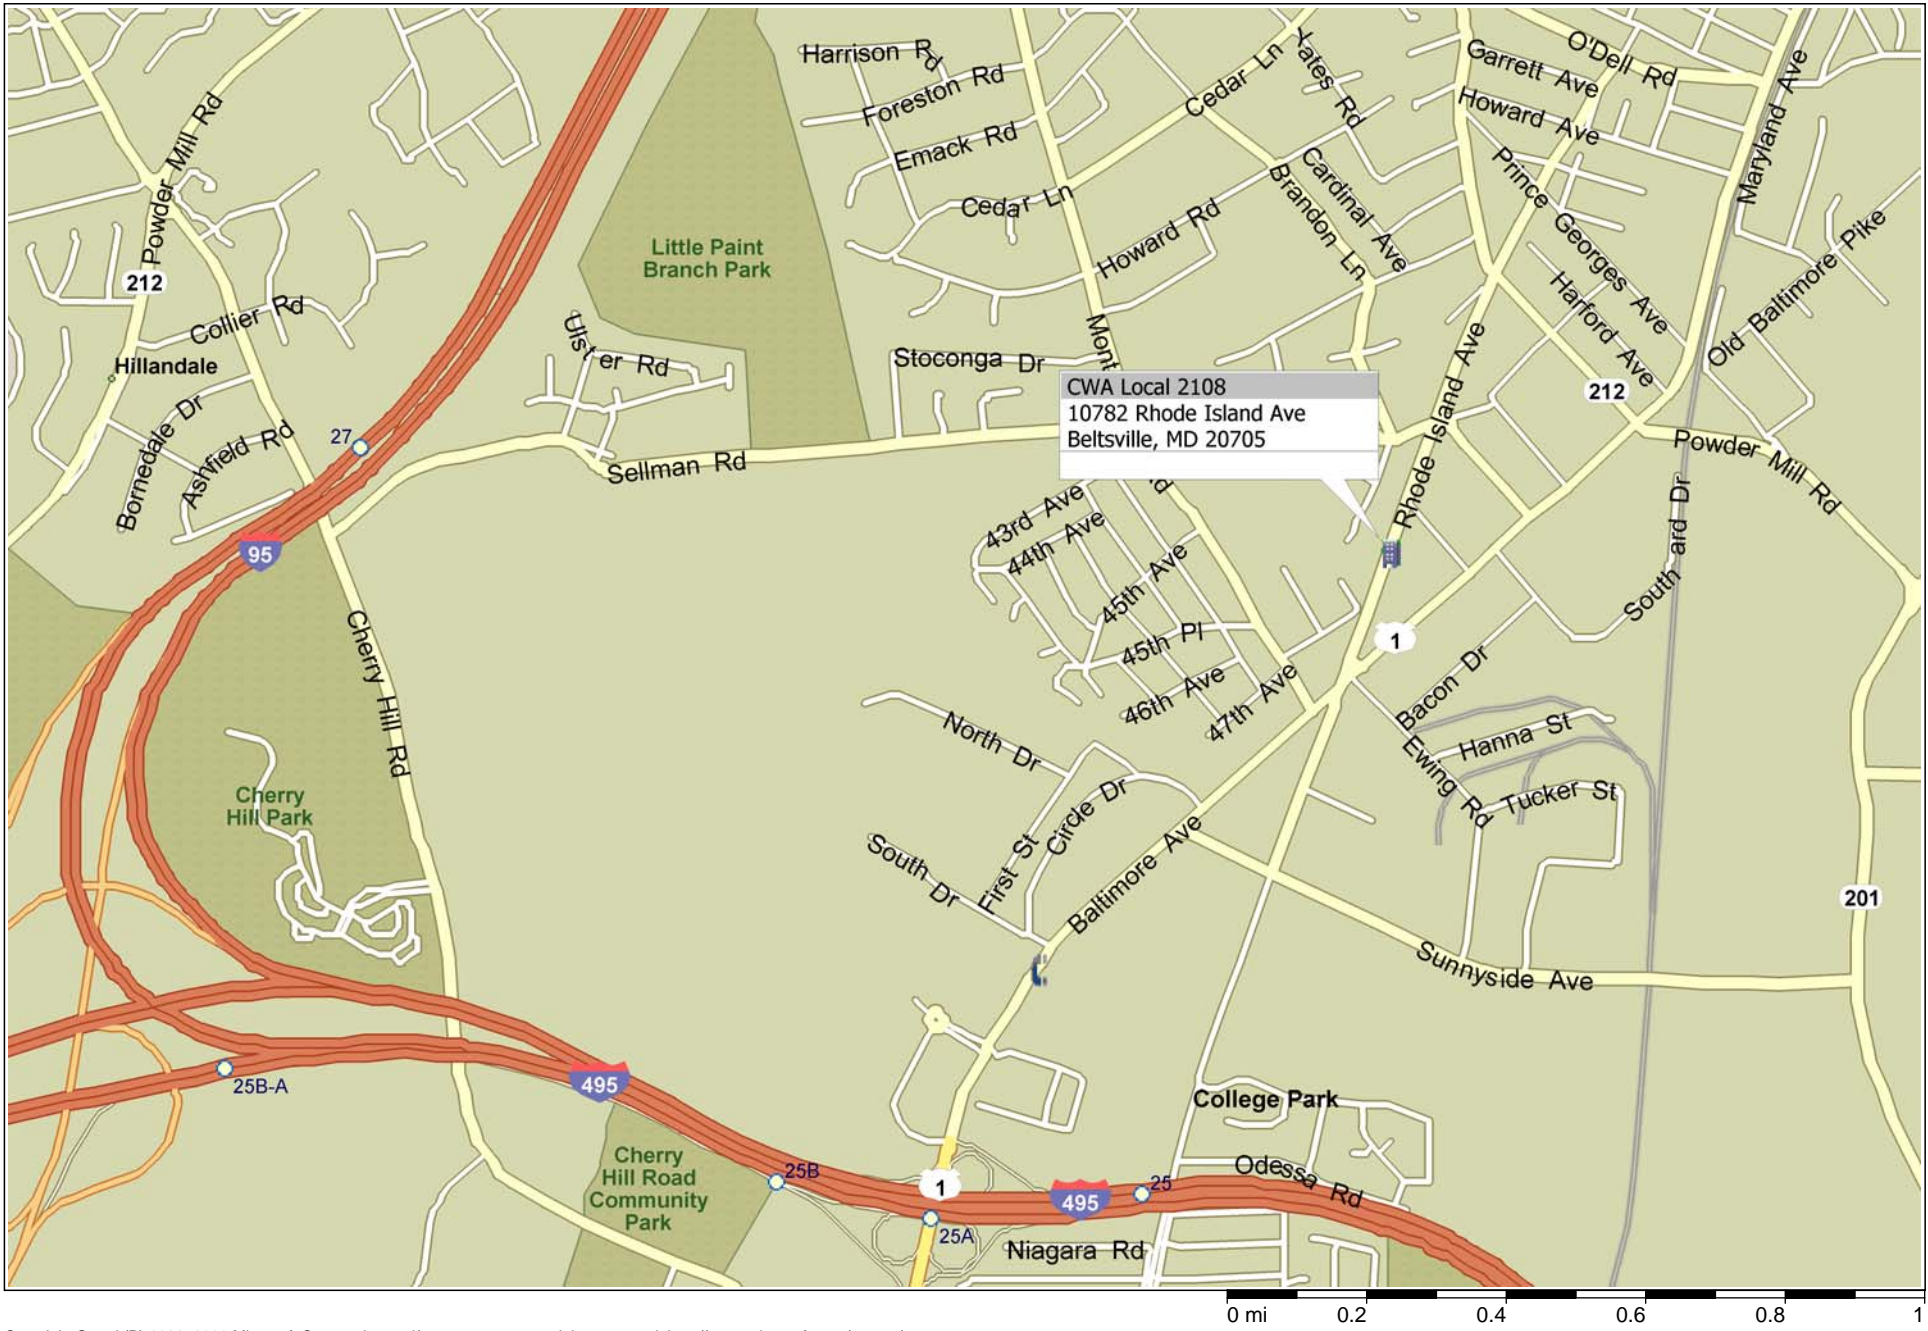 Harrison Rd
Foreston Rd
Emack Rd
Cedar Ln
Cedar Ln
Yates Rd
Garrett Ave
O'Dell Rd
Howard Ave
Maryland Ave
Powder Mill Rd
212
Little Paint
Branch Park
Howard Rd
Cardinal Ave
Brandon Ln
Prince Georges Ave
Harford Ave
Old Baltimore Pike
Collier Rd
Hillandale
Ulster Rd
Stoconga Dr
Mont
CWA Local 2108
10782 Rhode Island Ave
Beltsville, MD 20705
Rhode Island Ave
212
Powder Mill Rd
Bornedale Dr
Ashfield Rd
27
Sellman Rd
43rd Ave
44th Ave
45th Ave
45th Pl
46th Ave
47th Ave
95
1
South ard Dr
Cherry Hill Rd
North Dr
Bacon Dr
Hanna St
Ewing Rd
Tucker St
Cherry
Hill Park
South Dr
First St
Circle Dr
Baltimore Ave
Sunnyside Ave
201
25B-A
495
College Park
Cherry
Hill Road
Community
Park
25B
1
495
25
Odessa Rd
25A
Niagara Rd
0 mi 0.2 0.4 0.6 0.8 1